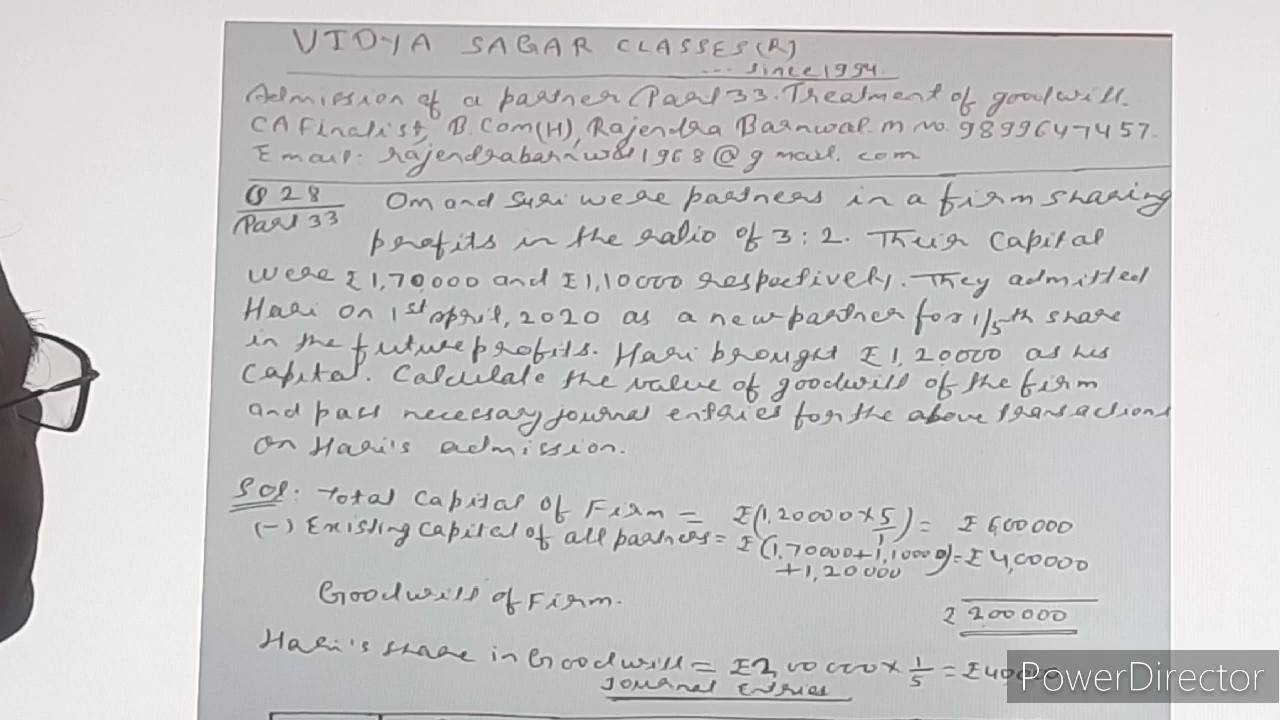 VIDYA SAGAR CLASSES(R)
... Since 1994.
Admission of a partner Part 33. Treatment of goodwill.
CA Finalist, B.Com(H), Rajendra Barnwal. m no. 9899647457.
Email: rajendrabarnwal1968@gmail.com
Q 28
Part 33
Om and Suri were partners in a firm sharing
profits in the ratio of 3:2. Their Capital
were ₹1,70,000 and ₹1,10000 respectively. They admitted
Hari on 1st april, 2020 as a new partner for 1/5th share
in the future profits. Hari brought ₹1,20000 as his
Capital. Calculate the value of goodwill of the firm
and pass necessary journal entries for the above transactions
on Hari's admission.
Sol: Total Capital of Firm = ₹(1,20000 x 5/1) = ₹600000
(-) Existing capital of all partners = ₹(1,70000+1,10000)=₹4,00000
+1,20000
Goodwill of Firm. ₹ 200000
Hari's share in Goodwill = ₹2,00000 x 1/5 = ₹40000
Journal Entries
PowerDirector